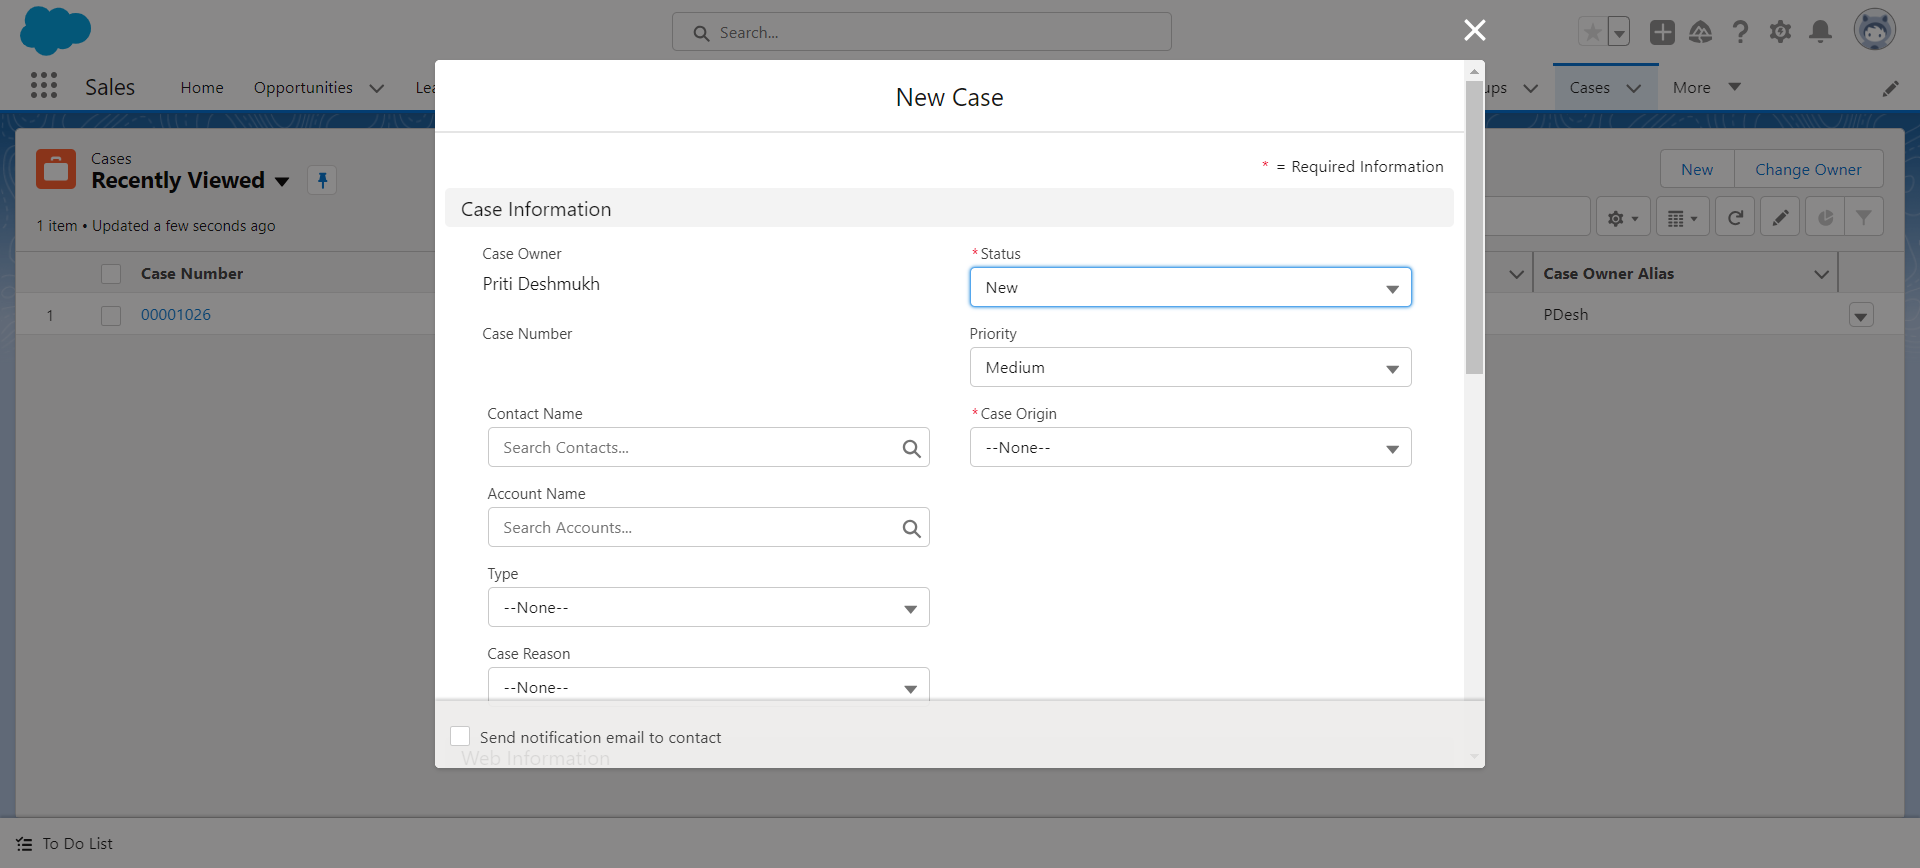 Search...
Sales
Home
Opportunities
Lea
ups
Cases
More
New Case
* = Required Information
Cases
Recently Viewed
New
Change Owner
1 item • Updated a few seconds ago
Case Information
Case Number
Case Owner Alias
1
00001026
PDesh
Case Owner
Priti Deshmukh
*Status
New
Case Number
Priority
Medium
Contact Name
Search Contacts...
*Case Origin
--None--
Account Name
Search Accounts...
Type
--None--
Case Reason
--None--
Send notification email to contact
Web Information
To Do List